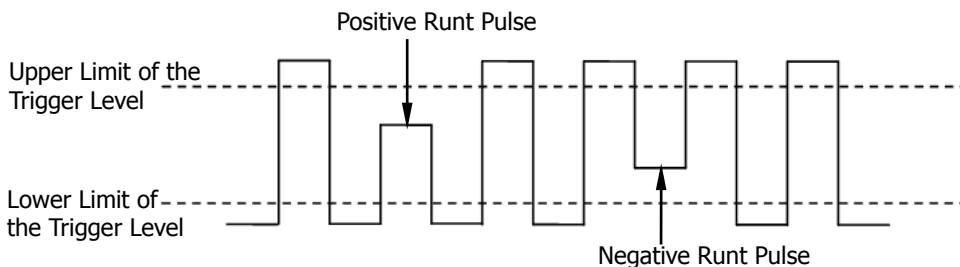 Positive Runt Pulse
Upper Limit of the
Trigger Level
Lower Limit of
the Trigger Level
Negative Runt Pulse